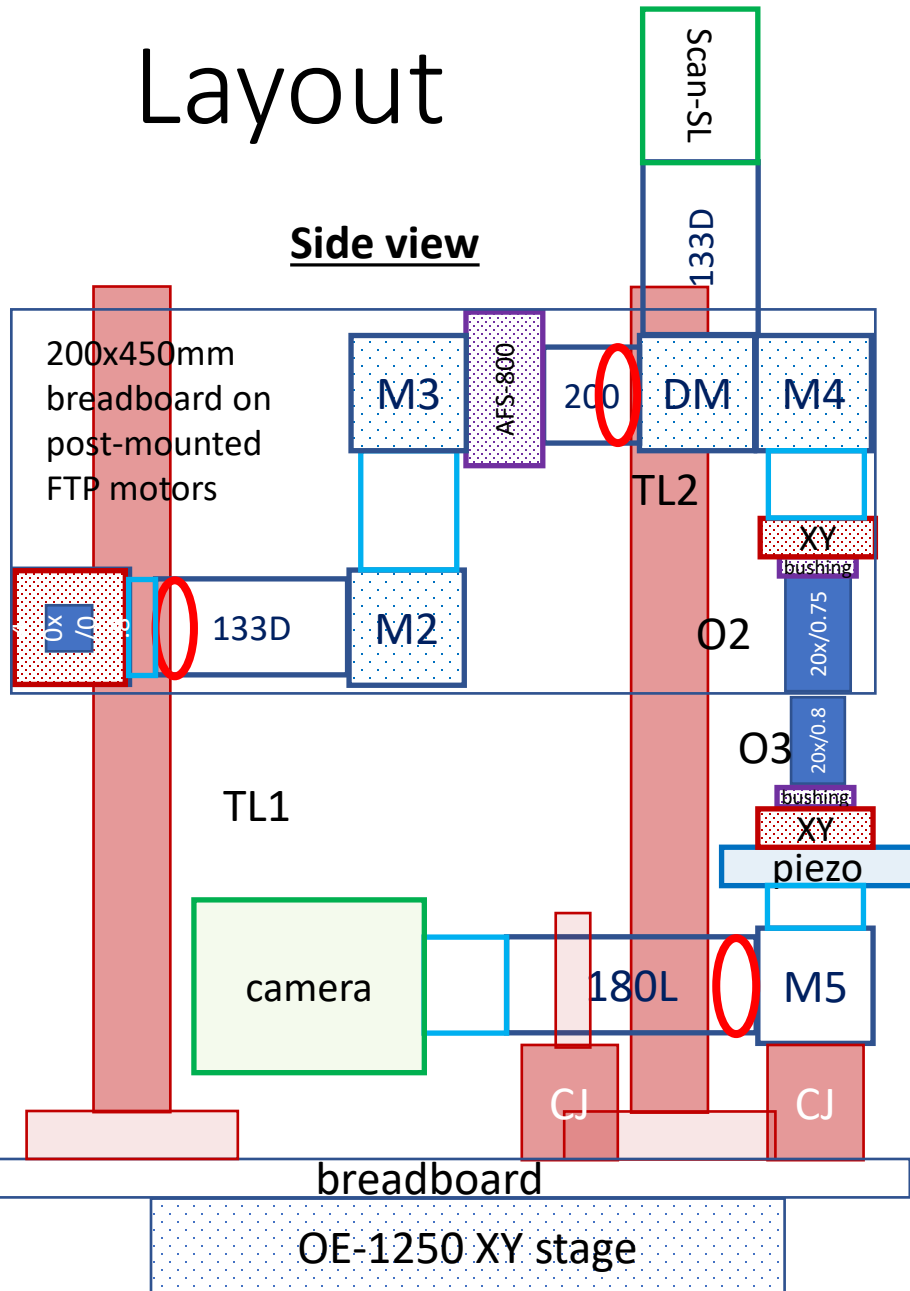 Layout
Scan-SL
133D
Side view
200x450mm
breadboard on
post-mounted
FTP motors
M3
AFS-800
200
DM
M4
TL2
XY
bushing
0x
/0
133D
M2
O2
20x/0.75
O3
20x/0.8
bushing
XY
TL1
piezo
camera
180L
M5
CJ
CJ
breadboard
OE-1250 XY stage